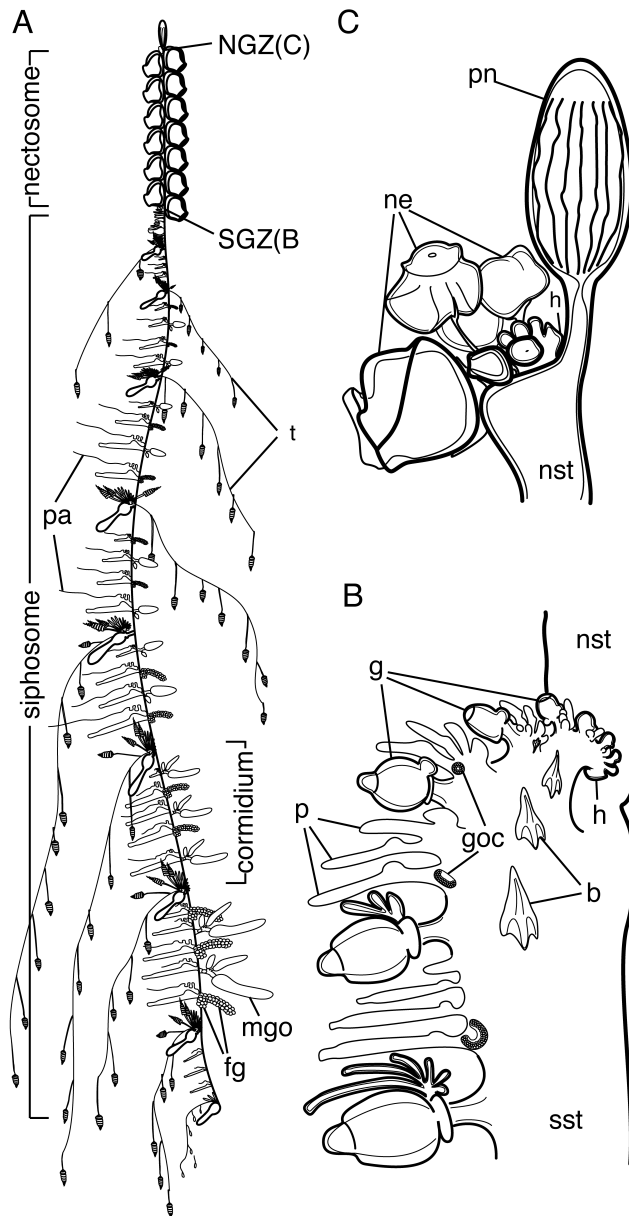 A
NGZ(C)
nectosome
SGZ(B
t
pa
siphosome
cormidium
mgo
fg
C
pn
ne
h
nst
B
nst
g
h
p
goc
b
sst